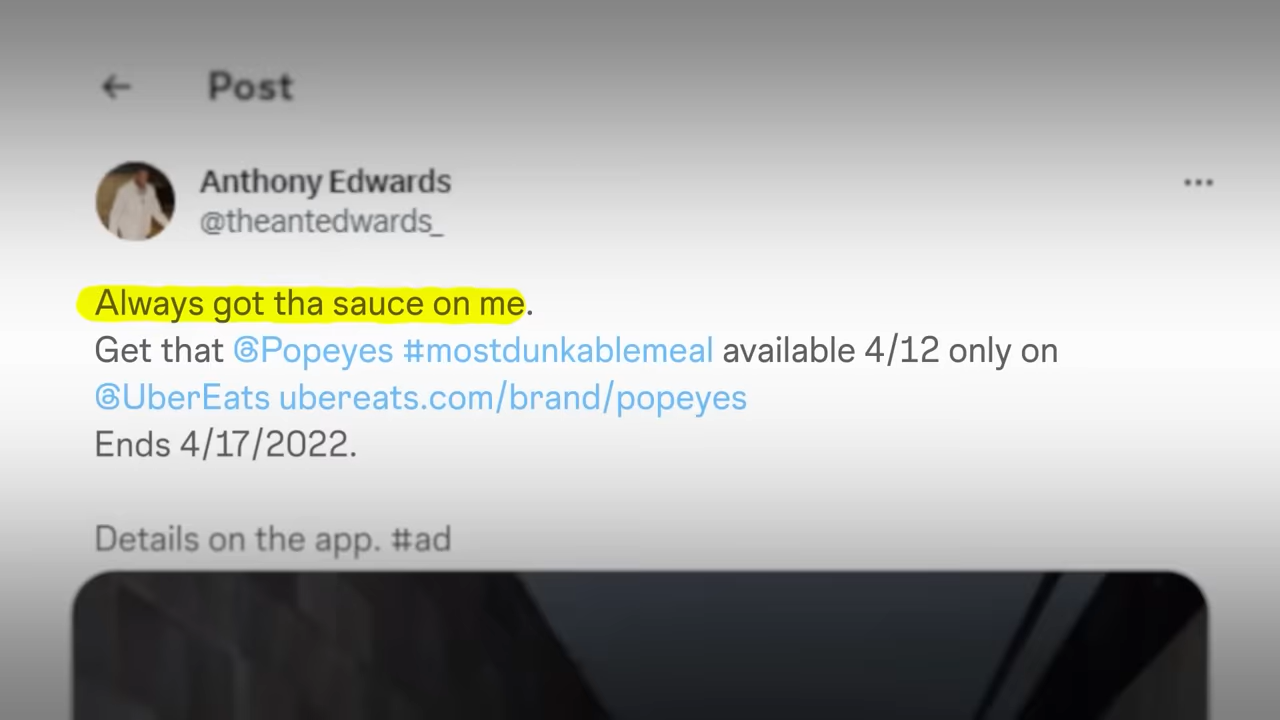 Post
Anthony Edwards
@theantedwards_
Always got tha sauce on me.
Get that @Popeyes #mostdunkablemeal available 4/12 only on
@UberEats ubereats.com/brand/popeyes
Ends 4/17/2022.
Details on the app. #ad